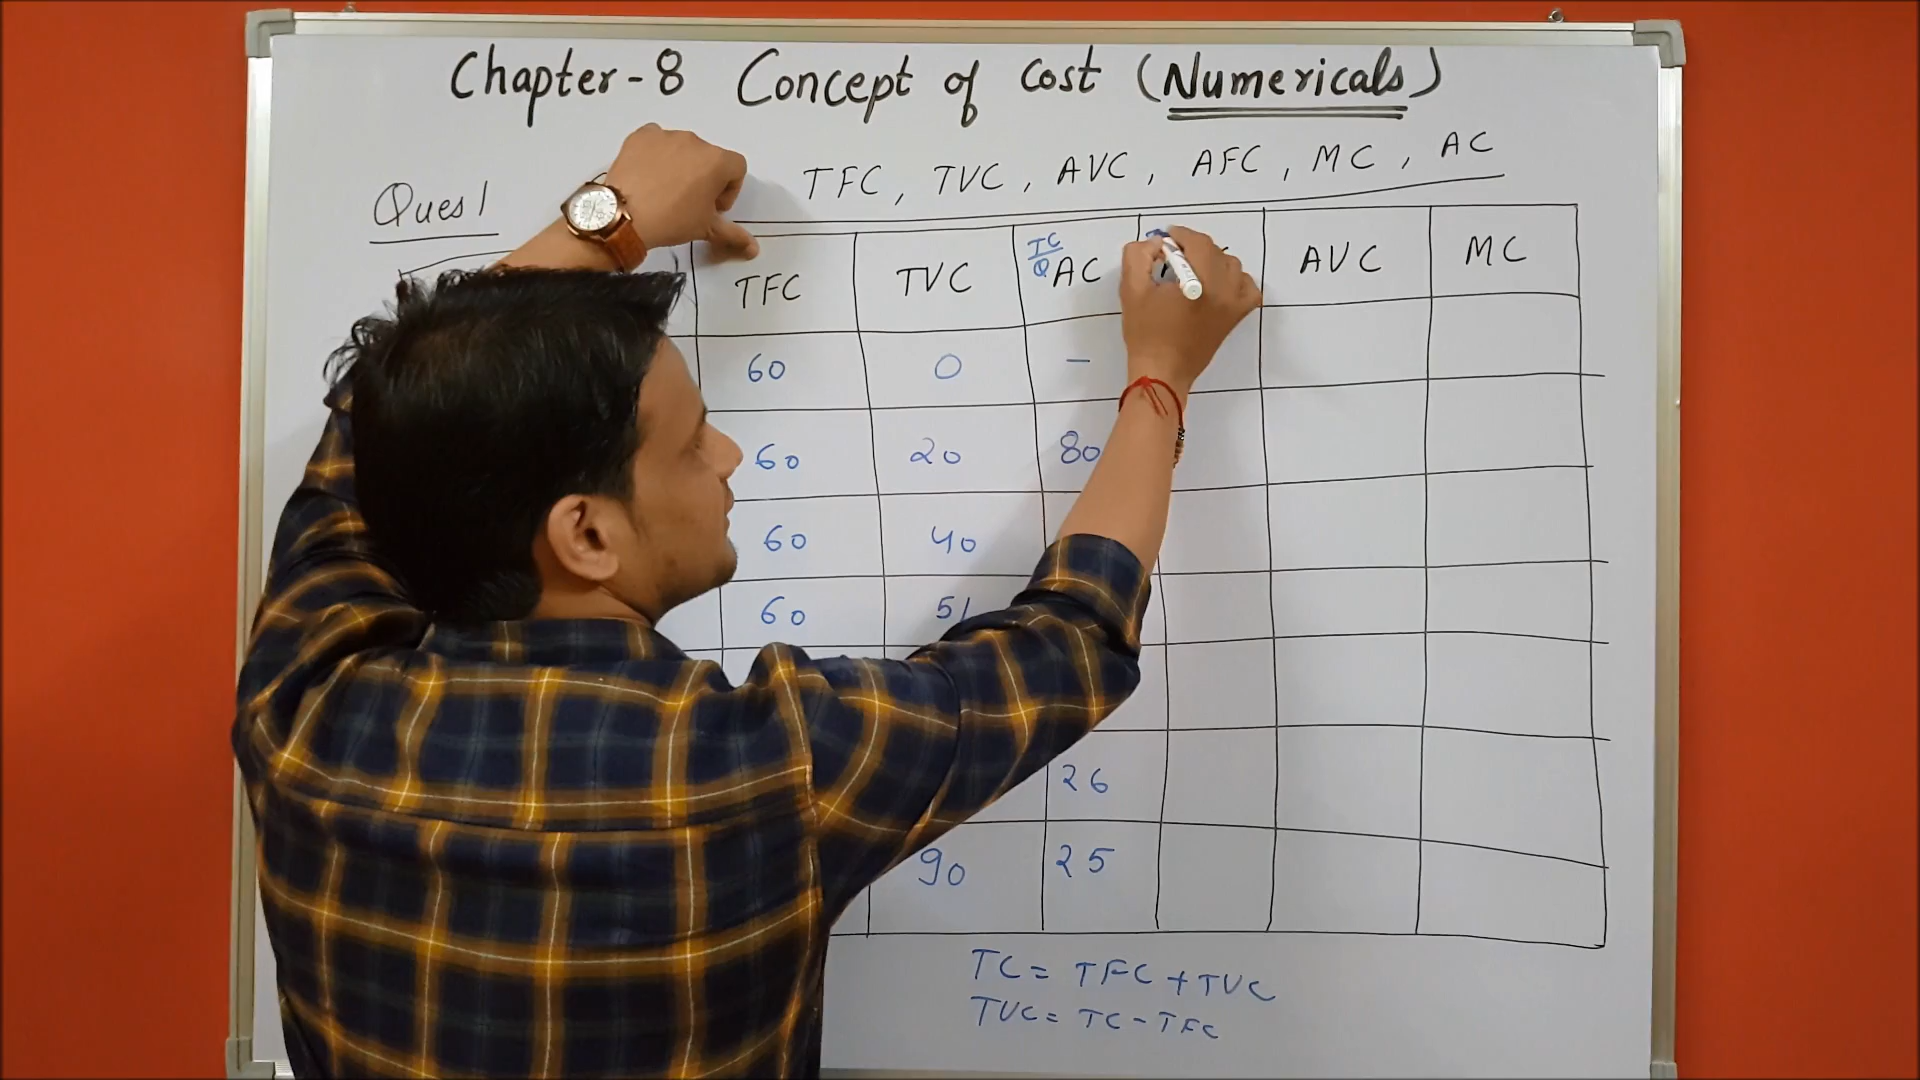 Chapter-8 Concept of Cost (Numericals)
TFC, TVC, AVC, AFC, MC, AC
Ques 1
TFC TVC TC/Q AC AVC MC
60 0 -
60 20 80
60 40
60 51
26
90 25
TC = TFC + TVC
TVC = TC - TFC